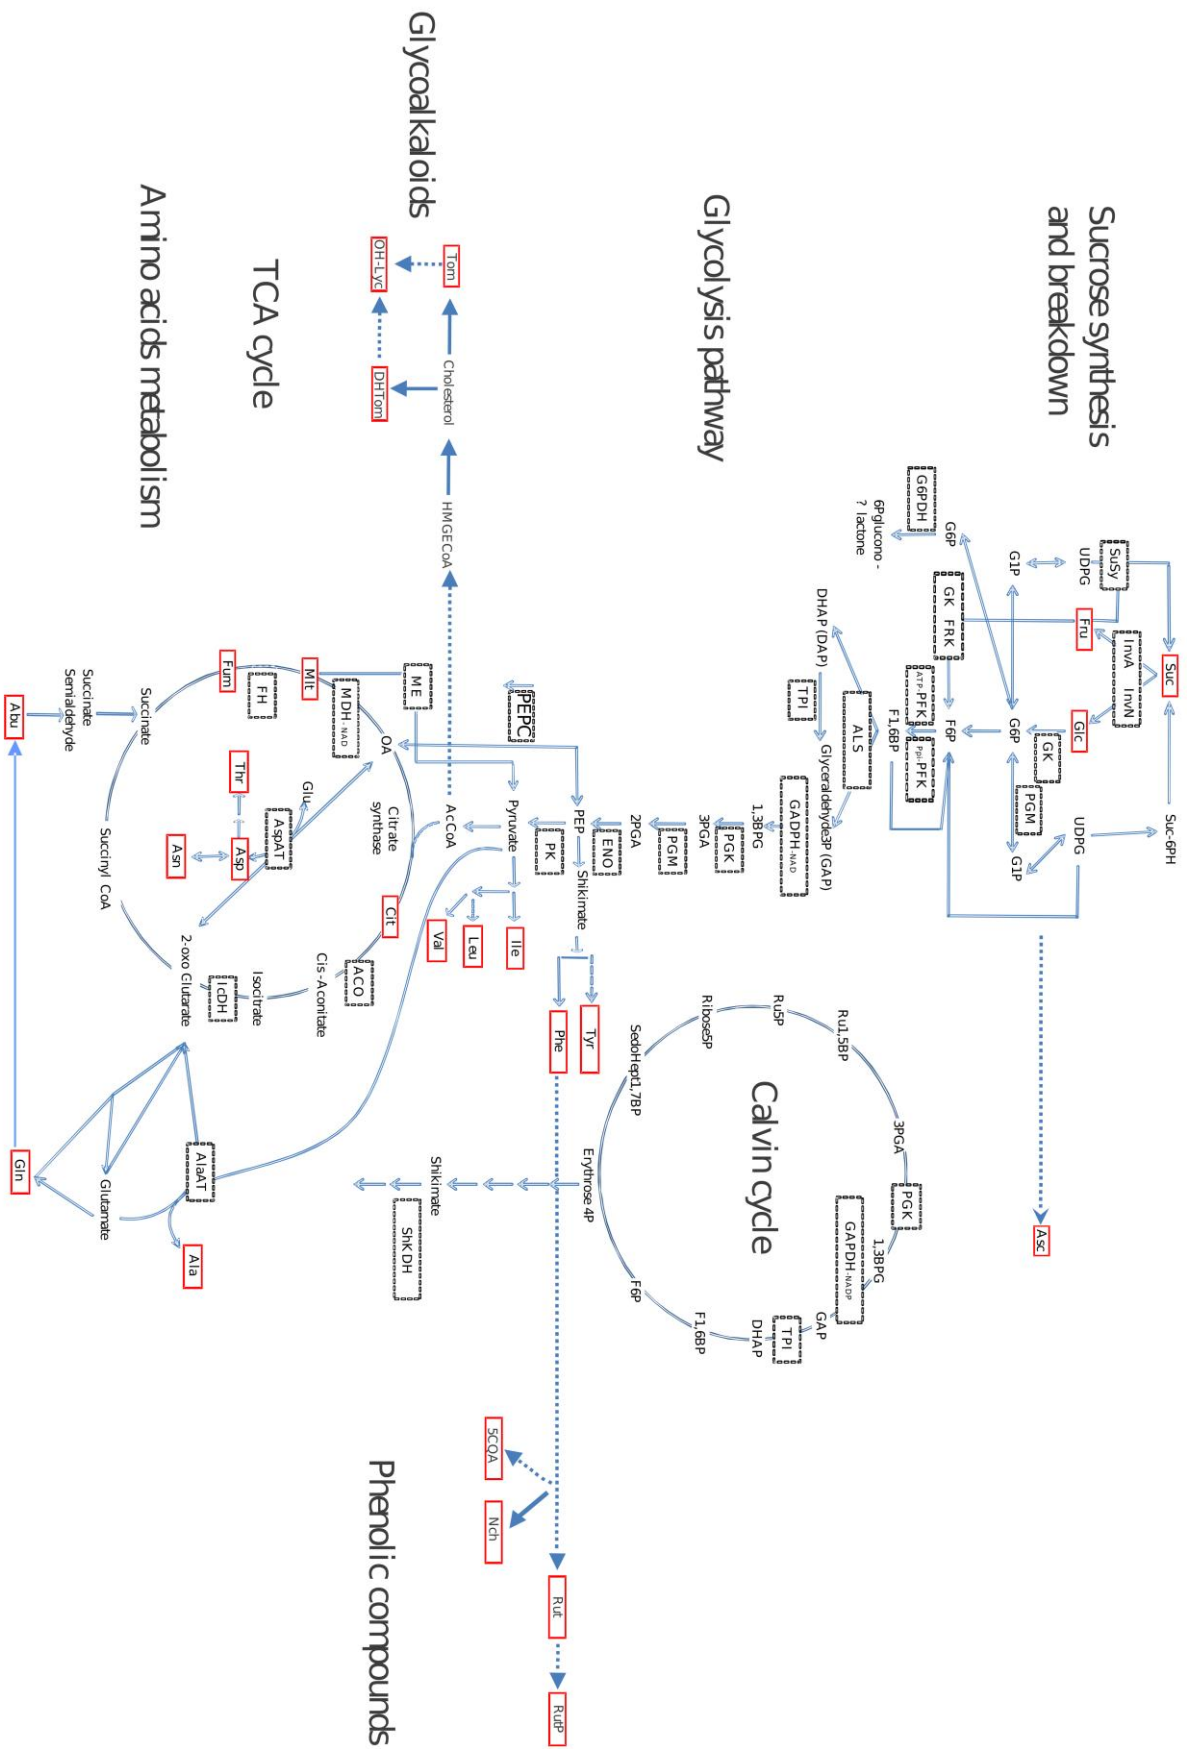 Sucrose synthesis
and breakdown
Suc
Suc-6PH
SuSy
InvA InvN
UDPG
Fru
Glc
UDPG
GK
PGM
G1P
G6P
G1P
Asc
G6P
G6PDH
GK FRK
F6P
ATP-PFK
Ppi-PFK
6Pglucono -
? lactone
F1,6BP
ALS
DHAP (DAP)
TPI
Glyceraldehyde3P (GAP)
GADPH-NAD
1,3BPG
Glycolysis pathway
PGK
3PGA
PGM
2PGA
ENO
PEP
Shikimate
PK
PEPC
Pyruvate
Tyr
Phe
Ile
Leu
Val
AcCoA
Calvin cycle
3PGA
PGK
1,3BPG
GAPDH-NADP
GAP
TPI
DHAP
F1,6BP
F6P
Erythrose 4P
SedoHept1,7BP
Ribose5P
Ru5P
Ru1,5BP
Shikimate
ShKDH
5CQA
Nch
Rut
RutP
Phenolic compounds
Glycoalkaloids
Tom
OH-Lyc
DHTom
Cholesterol
HMGECoA
TCA cycle
ME
MDH-NAD
OA
Citrate
synthase
Cit
ACO
Cis-Aconitate
Isocitrate
IcDH
2-oxo Glutarate
Mlt
FH
Fum
Glu
AspAT
Thr
Asp
Asn
Succinate
Succinyl CoA
Succinate
Semialdehyde
Abu
Amino acids metabolism
AlaAT
Ala
Glutamate
Gln